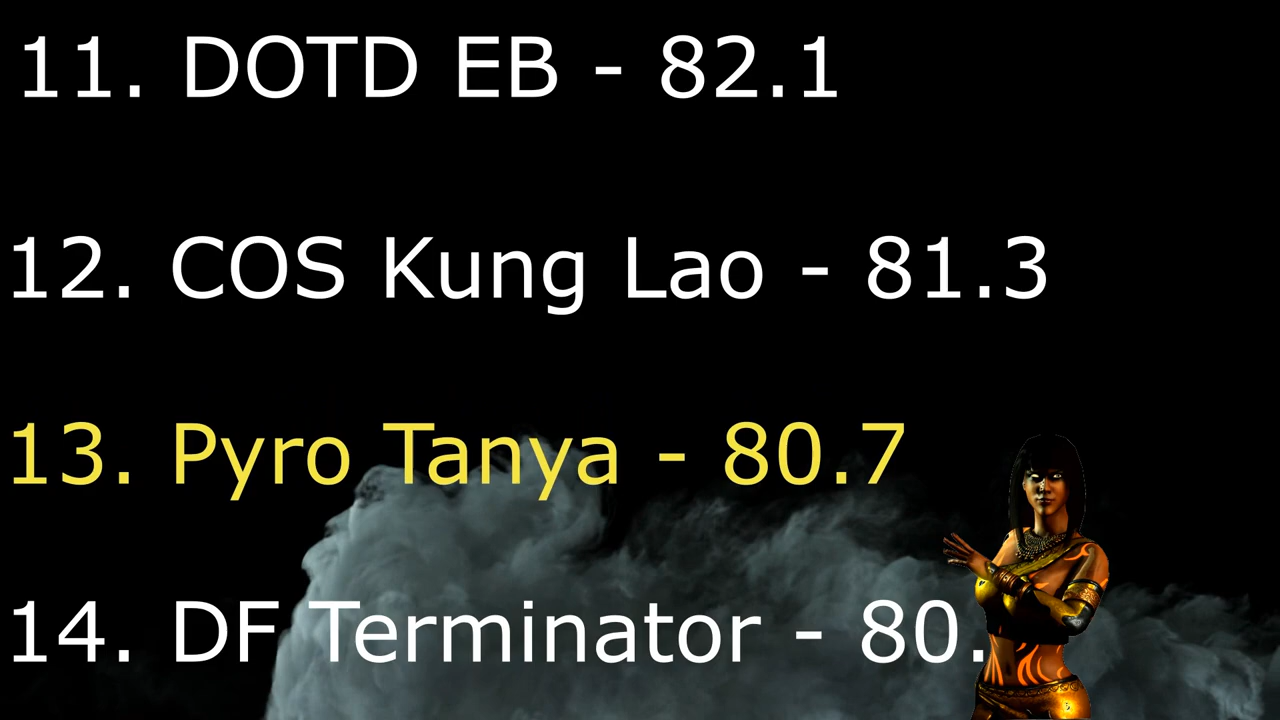 11. DOTD EB - 82.1
12. COS Kung Lao - 81.3
13. Pyro Tanya - 80.7
14. DF Terminator - 80.